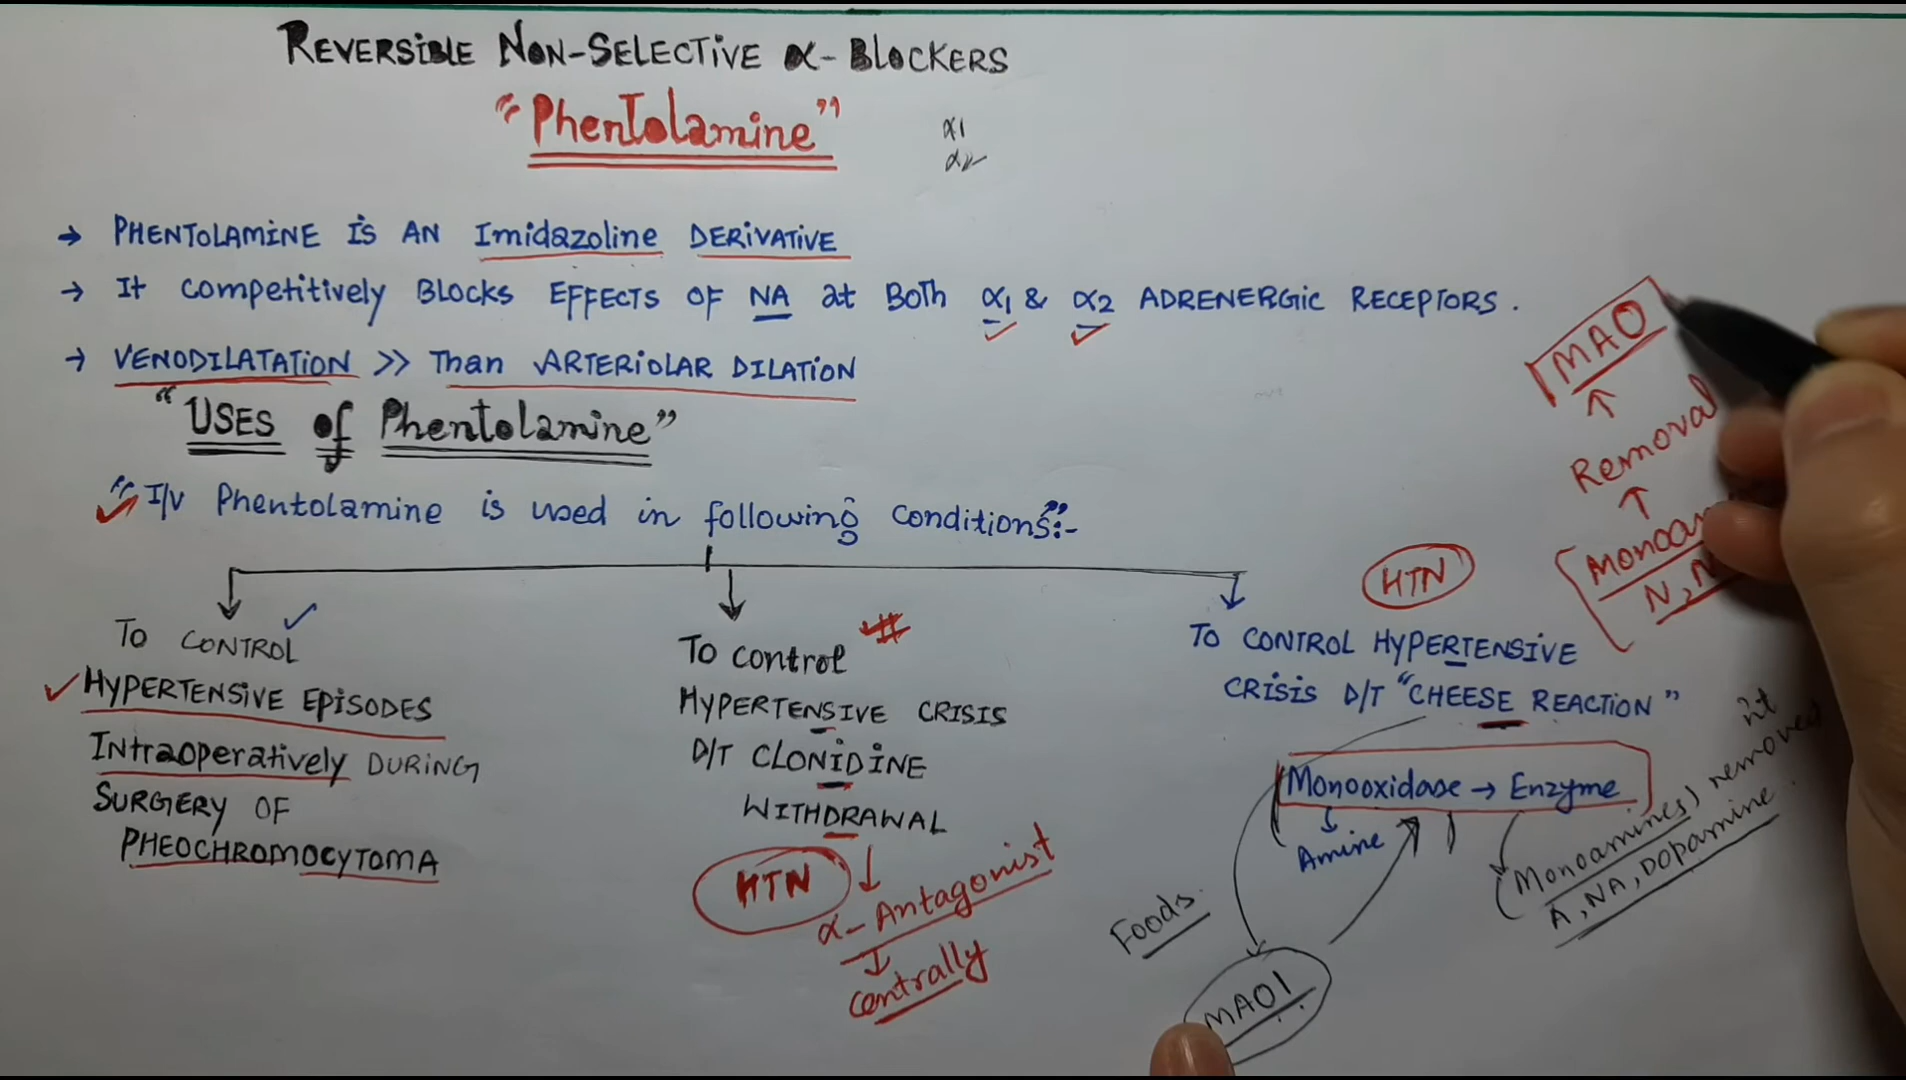 REVERSIBLE NON-SELECTIVE α-BLOCKERS
"PhenTolamine"
α1
α2
→ PHENTOLAMINE IS AN Imidazoline DERIVATIVE
→ It competitively BLOCKS EFFECTS OF NA at BOTH α1 & α2 ADRENERGIC RECEPTORS.
→ VENODILATATION >> Than ARTERIOLAR DILATION
"USES of Phentolamine"
"I/V Phentolamine is used in following conditions":-
To CONTROL
HYPERTENSIVE EPISODES
INtraoperatively DURING
SURGERY OF
PHEOCHROMOCYTOMA
To control
HYPERTENSIVE CRISIS
D/T CLONIDINE
WITHDRAWAL
HTN
α-Antagonist
↓
centrally
HTN
TO CONTROL HYPERTENSIVE
CRISIS D/T "CHEESE REACTION"
Monooxidase → Enzyme
↓
Amine
Foods.
MAOI
Monoamines) removed
n't
A, NA, Dopamine.
MAO
↑
Removal
↑
N,